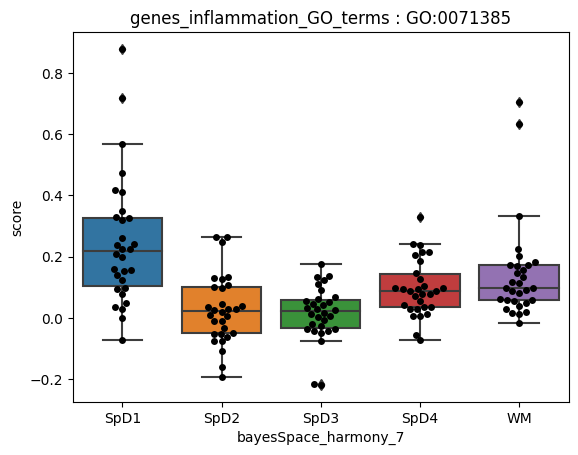 genes_inflammation_GO_terms : GO:0071385
score
0.8
0.6
0.4
0.2
0.0
−0.2
SpD1 SpD2 SpD3 SpD4 WM
bayesSpace_harmony_7